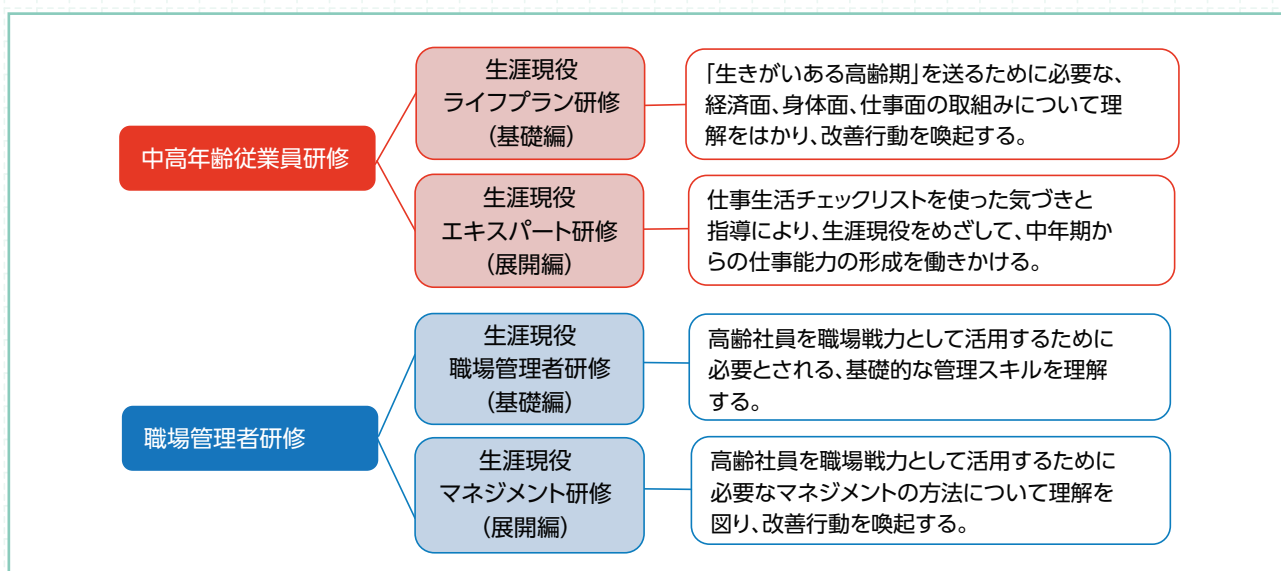 中高年齢従業員研修
生涯現役
ライフプラン研修
(基礎編)
「生きがいある高齢期」を送るために必要な、
経済面、身体面、仕事面の取組みについて理
解をはかり、改善行動を喚起する。
生涯現役
エキスパート研修
(展開編)
仕事生活チェックリストを使った気づきと
指導により、生涯現役をめざして、中年期か
らの仕事能力の形成を働きかける。
職場管理者研修
生涯現役
職場管理者研修
(基礎編)
高齢社員を職場戦力として活用するために
必要とされる、基礎的な管理スキルを理解
する。
生涯現役
マネジメント研修
(展開編)
高齢社員を職場戦力として活用するために
必要なマネジメントの方法について理解を
図り、改善行動を喚起する。